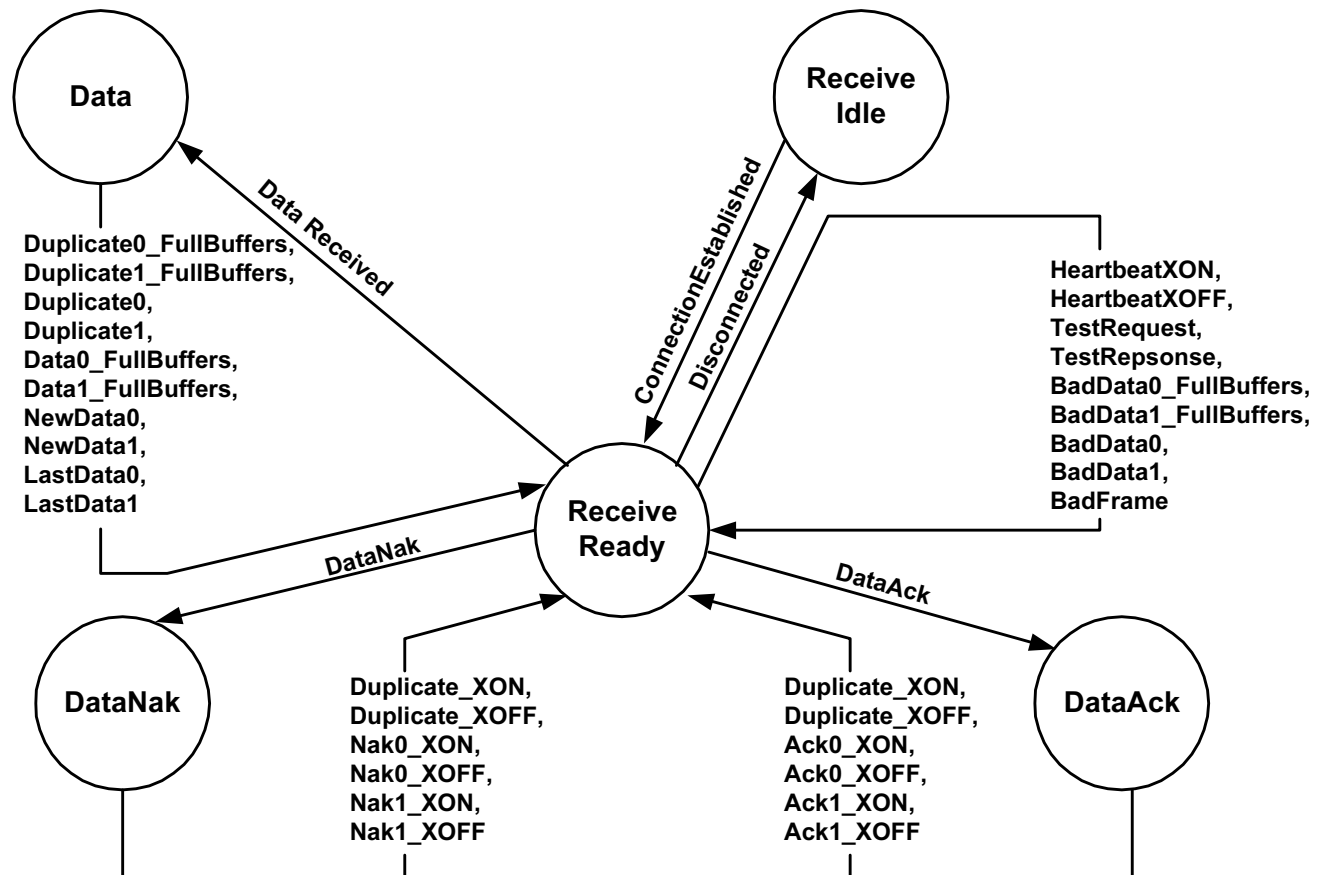 Data
Receive
Idle
Data Received
ConnectionEstablished
Disconnected
Duplicate0_FullBuffers,
Duplicate1_FullBuffers,
Duplicate0,
Duplicate1,
Data0_FullBuffers,
Data1_FullBuffers,
NewData0,
NewData1,
LastData0,
LastData1
HeartbeatXON,
HeartbeatXOFF,
TestRequest,
TestRepsonse,
BadData0_FullBuffers,
BadData1_FullBuffers,
BadData0,
BadData1,
BadFrame
Receive
Ready
DataNak
DataAck
DataNak
Duplicate_XON,
Duplicate_XOFF,
Nak0_XON,
Nak0_XOFF,
Nak1_XON,
Nak1_XOFF
Duplicate_XON,
Duplicate_XOFF,
Ack0_XON,
Ack0_XOFF,
Ack1_XON,
Ack1_XOFF
DataAck